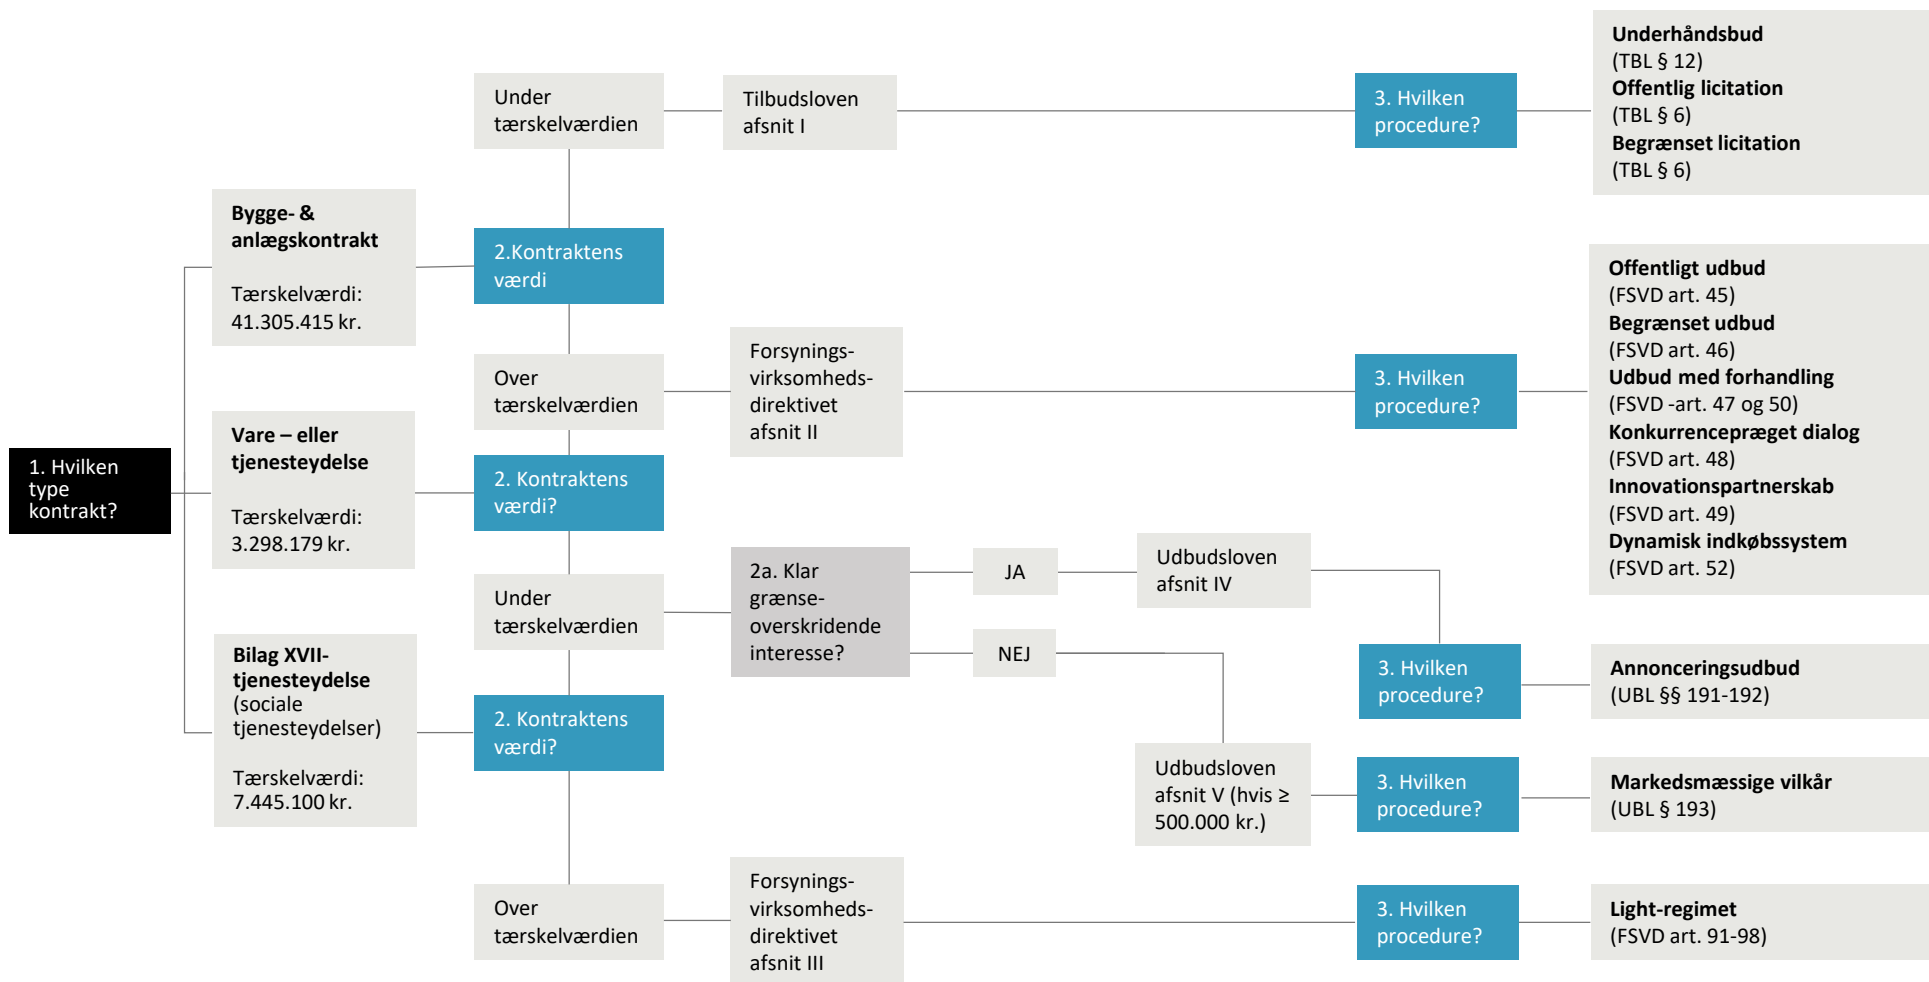 1. Hvilken
type
kontrakt?
Bygge- &
anlægskontrakt
Tærskelværdi:
41.305.415 kr.
Vare – eller
tjenesteydelse
Tærskelværdi:
3.298.179 kr.
Bilag XVII-
tjenesteydelse
(sociale
tjenesteydelser)
Tærskelværdi:
7.445.100 kr.
Under
tærskelværdien
2.Kontraktens
værdi
Over
tærskelværdien
2. Kontraktens
værdi?
Under
tærskelværdien
2. Kontraktens
værdi?
Over
tærskelværdien
Tilbudsloven
afsnit I
Forsynings-
virksomheds-
direktivet
afsnit II
2a. Klar
grænse-
overskridende
interesse?
JA
NEJ
Udbudsloven
afsnit IV
Udbudsloven
afsnit V (hvis ≥
500.000 kr.)
Forsynings-
virksomheds-
direktivet
afsnit III
3. Hvilken
procedure?
3. Hvilken
procedure?
3. Hvilken
procedure?
3. Hvilken
procedure?
3. Hvilken
procedure?
Underhåndsbud
(TBL § 12)
Offentlig licitation
(TBL § 6)
Begrænset licitation
(TBL § 6)
Offentligt udbud
(FSVD art. 45)
Begrænset udbud
(FSVD art. 46)
Udbud med forhandling
(FSVD -art. 47 og 50)
Konkurrencepræget dialog
(FSVD art. 48)
Innovationspartnerskab
(FSVD art. 49)
Dynamisk indkøbssystem
(FSVD art. 52)
Annonceringsudbud
(UBL §§ 191-192)
Markedsmæssige vilkår
(UBL § 193)
Light-regimet
(FSVD art. 91-98)